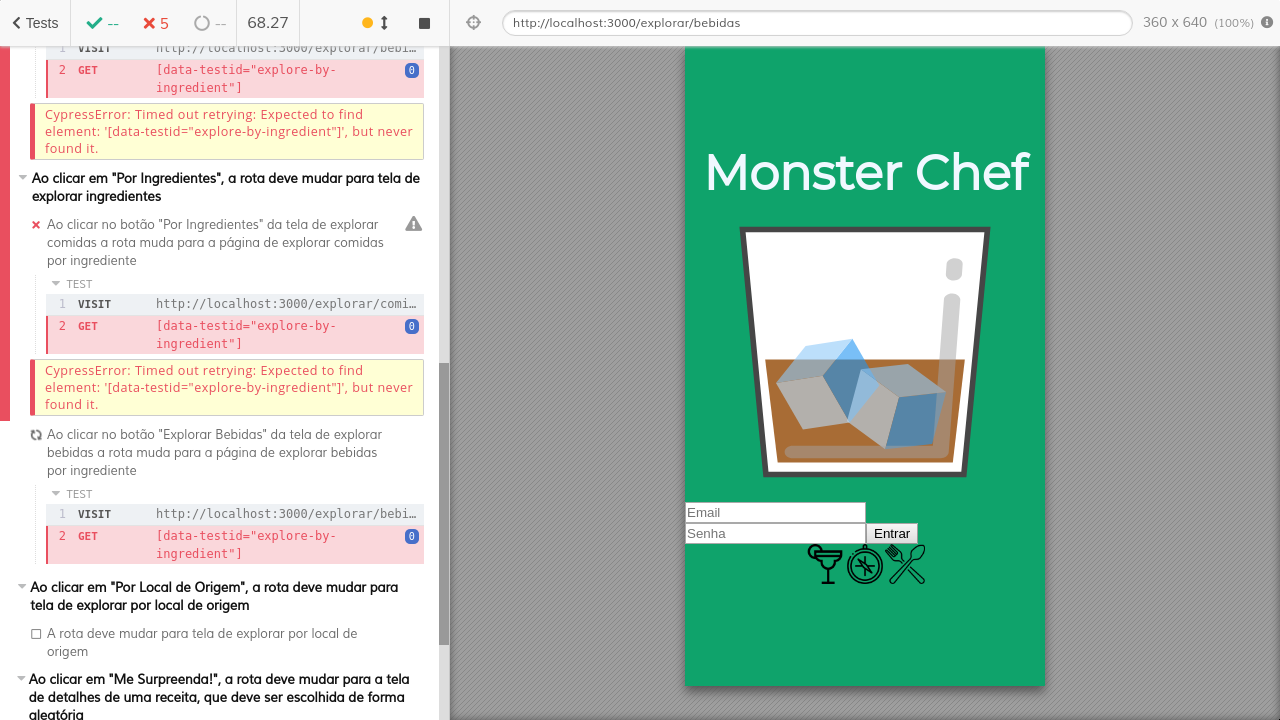 Tests
--
5
--
68.27
http://localhost:3000/explorar/bebidas
360 x 640 (100%)
1 VISIT http://localhost:3000/explorar/bebi…
2 GET [data-testid="explore-by-
ingredient"]
0
CypressError: Timed out retrying: Expected to find
element: '[data-testid="explore-by-ingredient"]', but never
found it.
Ao clicar em "Por Ingredientes", a rota deve mudar para tela de
explorar ingredientes
Ao clicar no botão "Por Ingredientes" da tela de explorar
comidas a rota muda para a página de explorar comidas
por ingrediente
TEST
1 VISIT http://localhost:3000/explorar/comi…
2 GET [data-testid="explore-by-
ingredient"]
0
CypressError: Timed out retrying: Expected to find
element: '[data-testid="explore-by-ingredient"]', but never
found it.
Ao clicar no botão "Explorar Bebidas" da tela de explorar
bebidas a rota muda para a página de explorar bebidas
por ingrediente
TEST
1 VISIT http://localhost:3000/explorar/bebi…
2 GET [data-testid="explore-by-
ingredient"]
0
Ao clicar em "Por Local de Origem", a rota deve mudar para
tela de explorar por local de origem
A rota deve mudar para tela de explorar por local de
origem
Ao clicar em "Me Surpreenda!", a rota deve mudar para a tela
de detalhes de uma receita, que deve ser escolhida de forma
aleatória
Monster Chef
Email
Senha
Entrar